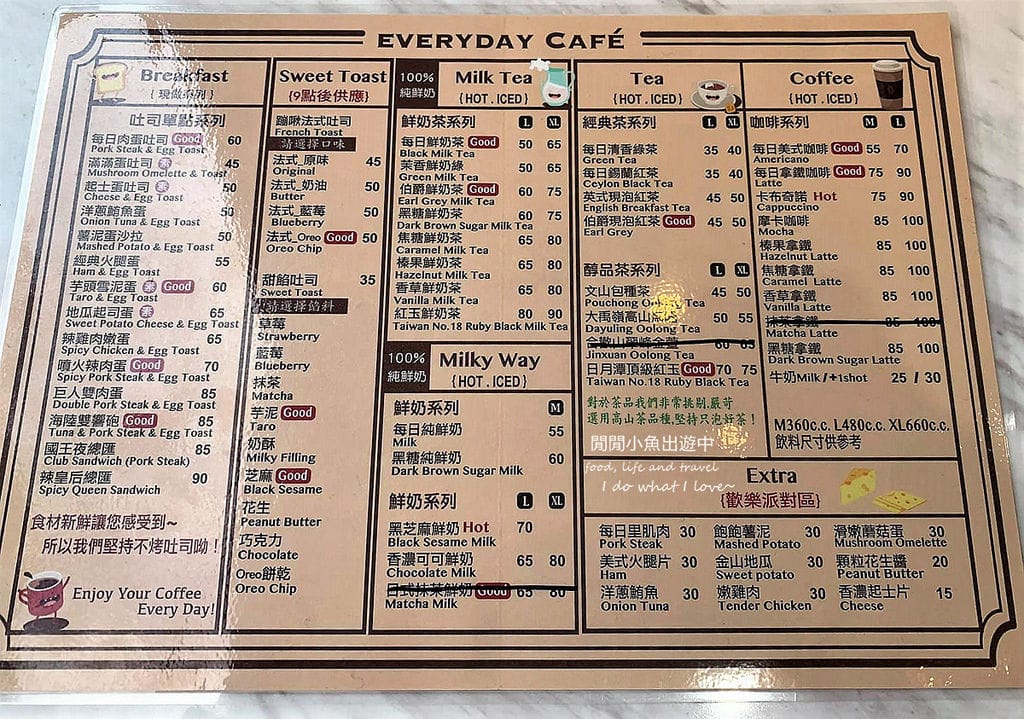 EVERYDAY CAFÉ
Breakfast
{現做系列}
吐司單點系列
每日肉蛋吐司 Good 60
Pork Steak & Egg Toast
滿滿蛋吐司 素 45
Mushroom Omelette & Toast
起士蛋吐司 素 50
Cheese & Egg Toast
洋蔥鮪魚蛋 50
Onion Tuna & Egg Toast
薯泥蛋沙拉 50
Mashed Potato & Egg Toast
經典火腿蛋 55
Ham & Egg Toast
芋頭雪泥蛋 素 Good 60
Taro & Egg Toast
地瓜起司蛋 素 65
Sweet Potato Cheese & Egg Toast
辣雞肉嫩蛋 65
Spicy Chicken & Egg Toast
噴火辣肉蛋 Good 70
Spicy Pork Steak & Egg Toast
巨人雙肉蛋 85
Double Pork Steak & Egg Toast
海陸雙響砲 Good 85
Tuna & Pork Steak & Egg Toast
國王夜總匯 85
Club Sandwich (Pork Steak)
辣皇后總匯 90
Spicy Queen Sandwich
食材新鮮讓您感受到~
所以我們堅持不烤吐司呦！
Enjoy Your Coffee
Every Day!
Sweet Toast
{9點後供應}
蹦啾法式吐司
French Toast
請選擇口味
法式_原味 45
Original
法式_奶油 50
Butter
法式_藍莓 50
Blueberry
法式_Oreo Good 50
Oreo Chip
甜餡吐司 35
Sweet Toast
請選擇餡料
草莓
Strawberry
藍莓
Blueberry
抹茶
Matcha
芋泥 Good
Taro
奶酥
Milky Filling
芝麻 Good
Black Sesame
花生
Peanut Butter
巧克力
Chocolate
Oreo餅乾
Oreo Chip
100%
純鮮奶
Milk Tea
{HOT . ICED}
鮮奶茶系列 L XL
每日鮮奶茶 Good 50 65
Black Milk Tea
茉香鮮奶綠 50 65
Green Milk Tea
伯爵鮮奶茶 Good 60 75
Earl Grey Milk Tea
黑糖鮮奶茶 60 75
Dark Brown Sugar Milk Tea
焦糖鮮奶茶 65 80
Caramel Milk Tea
榛果鮮奶茶 65 80
Hazelnut Milk Tea
香草鮮奶茶 65 80
Vanilla Milk Tea
紅玉鮮奶茶 80 90
Taiwan No.18 Ruby Black Milk Tea
100%
純鮮奶
Milky Way
{HOT . ICED}
鮮奶系列 M
每日純鮮奶 55
Milk
黑糖純鮮奶 60
Dark Brown Sugar Milk
鮮奶系列 L XL
黑芝麻鮮奶 Hot 70
Black Sesame Milk
香濃可可鮮奶 65 80
Chocolate Milk
日式抹茶鮮奶 Good 65 80
Matcha Milk
Tea
{HOT . ICED}
經典茶系列 L XL
每日清香綠茶 35 40
Green Tea
每日錫蘭紅茶 35 40
Ceylon Black Tea
英式現泡紅茶 45 50
English Breakfast Tea
伯爵現泡紅茶 Good 45 50
Earl Grey
醇品茶系列 L XL
文山包種茶 45 50
Pouchong Oolong Tea
大禹嶺高山 50 55
Dayuling Oolong Tea
合歡山翠峰金萱 60 65
Jinxuan Oolong Tea
日月潭頂級紅玉 Good 70 75
Taiwan No.18 Ruby Black Tea
對於茶品我們非常挑剔.嚴苛
選用高山茶品種,堅持只泡好茶！
閒閒小魚出遊中
food, life and travel
I do what I love~
Coffee
{HOT . ICED}
咖啡系列 M L
每日美式咖啡 Good 55 70
Americano
每日拿鐵咖啡 Good 75 90
Latte
卡布奇諾 Hot 75 90
Cappuccino
摩卡咖啡 85 100
Mocha
榛果拿鐵 85 100
Hazelnut Latte
焦糖拿鐵 85 100
Caramel Latte
香草拿鐵 85 100
Vanilla Latte
抹茶拿鐵 85 100
Matcha Latte
黑糖拿鐵 85 100
Dark Brown Sugar Latte
牛奶Milk/+1shot 25 / 30
M360c.c. L480c.c. XL660c.c.
飲料尺寸供參考
Extra
{歡樂派對區}
每日里肌肉 30 飽飽薯泥 30 滑嫩蘑菇蛋 30
Pork Steak Mashed Potato Mushroom Omelette
美式火腿片 30 金山地瓜 30 顆粒花生醬 20
Ham Sweet potato Peanut Butter
洋蔥鮪魚 30 嫩雞肉 30 香濃起士片 15
Onion Tuna Tender Chicken Cheese